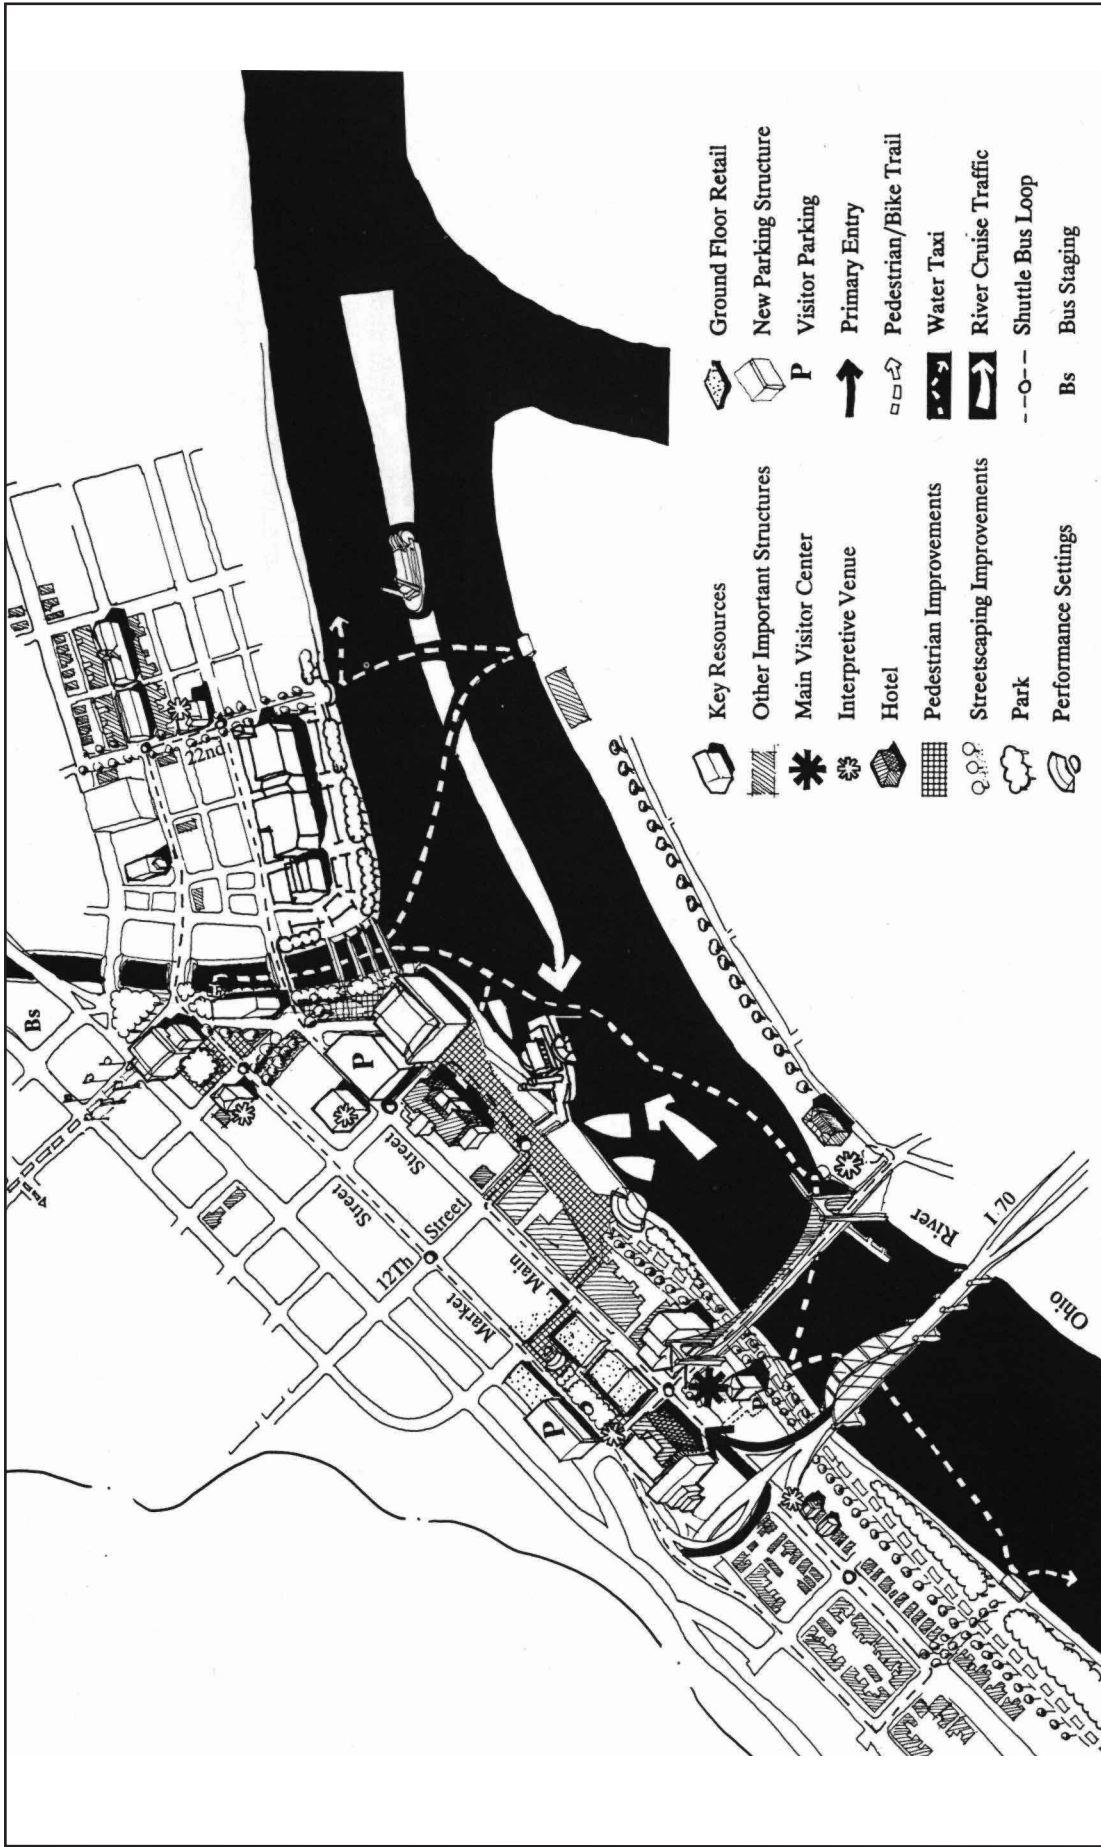 Bs
22nd
P
Street
Street
12Th Street
Main
Market
P
P
River
I-70
Ohio
Key Resources
Other Important Structures
Main Visitor Center
Interpretive Venue
Hotel
Pedestrian Improvements
Streetscaping Improvements
Park
Performance Settings
Ground Floor Retail
New Parking Structure
P Visitor Parking
Primary Entry
Pedestrian/Bike Trail
Water Taxi
River Cruise Traffic
Shuttle Bus Loop
Bs Bus Staging